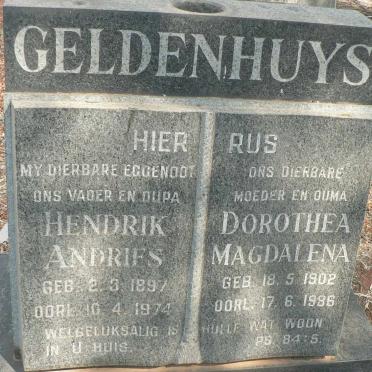 GELDENHUYS
HIER RUS
MY DIERBARE EGGENOOT
ONS VADER EN OUPA
HENDRIK
ANDRIES
GEB. 2. 3. 1897
OORL. 16. 4. 1974
WELGELUKSALIG IS
IN U HUIS.
ONS DIERBARE
MOEDER EN OUMA
DOROTHEA
MAGDALENA
GEB. 18. 5. 1902
OORL. 17. 6. 1986
HULLE WAT WOON
PS. 84:5.